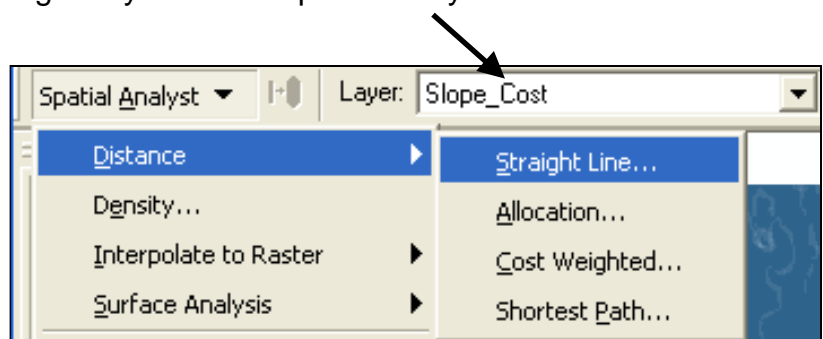 Spatial Analyst Layer: Slope_Cost
Distance
Straight Line...
Density...
Allocation...
Interpolate to Raster
Cost Weighted...
Surface Analysis
Shortest Path...